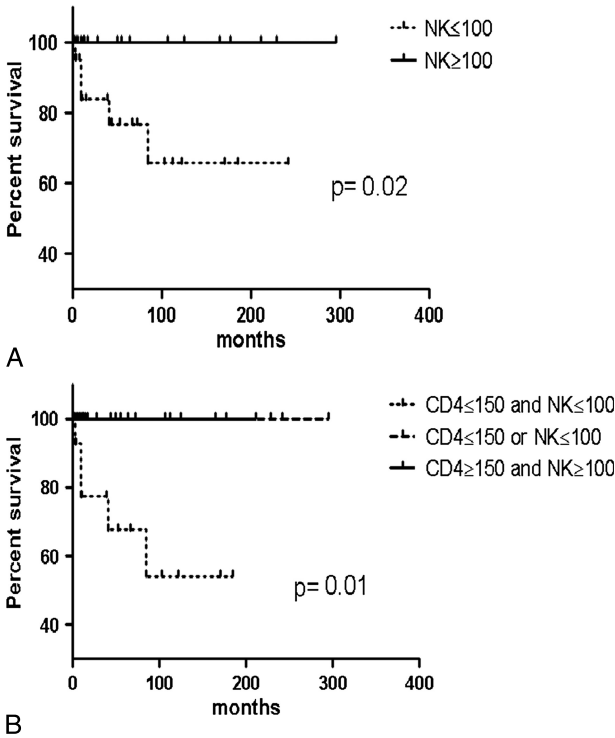 NK≤100
NK≥100
Percent survival
100
80
60
40
p= 0.02
0 100 200 300 400
months
A
CD4≤150 and NK≤100
CD4≤150 or NK≤100
CD4≥150 and NK≥100
Percent survival
100
80
60
40
p= 0.01
0 100 200 300 400
months
B